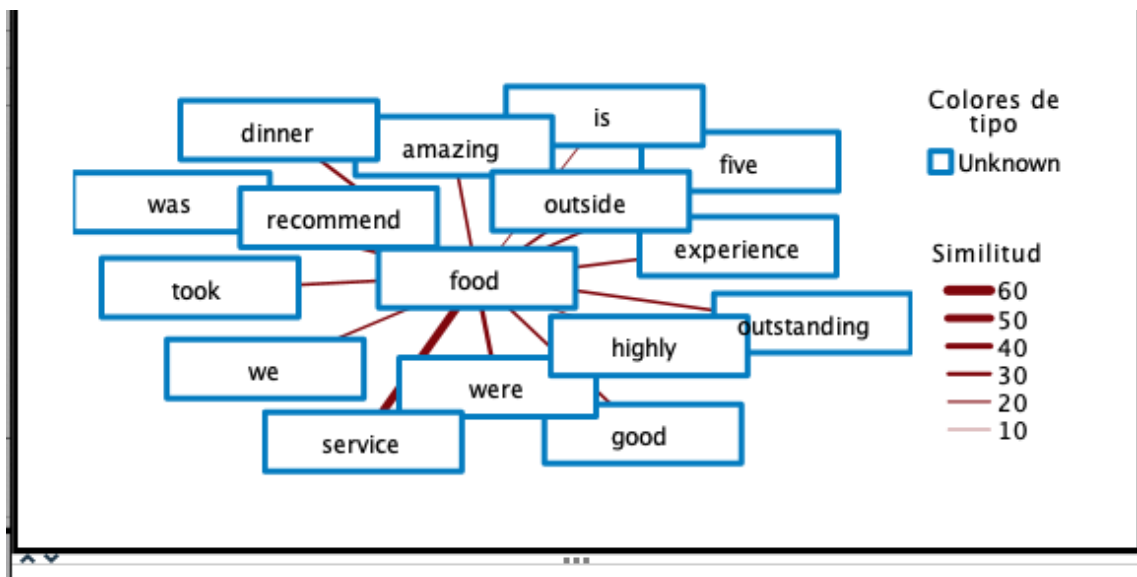 dinner
amazing
is
five
was
recommend
outside
experience
took
food
outstanding
we
were
highly
service
good
Colores de
tipo
Unknown
Similitud
60
50
40
30
20
10